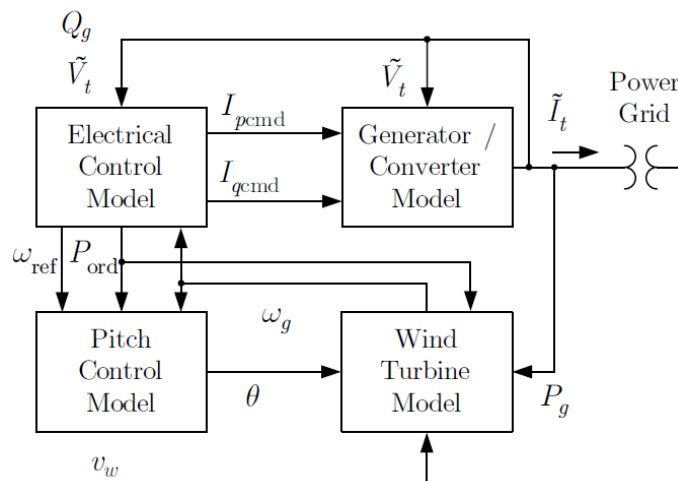 Q_g
Ṽ_t
Ṽ_t
Power
Grid
Ĩ_t
Electrical
Control
Model
I_pcmd
I_qcmd
Generator /
Converter
Model
ω_ref
P_ord
ω_g
Pitch
Control
Model
θ
Wind
Turbine
Model
P_g
v_w